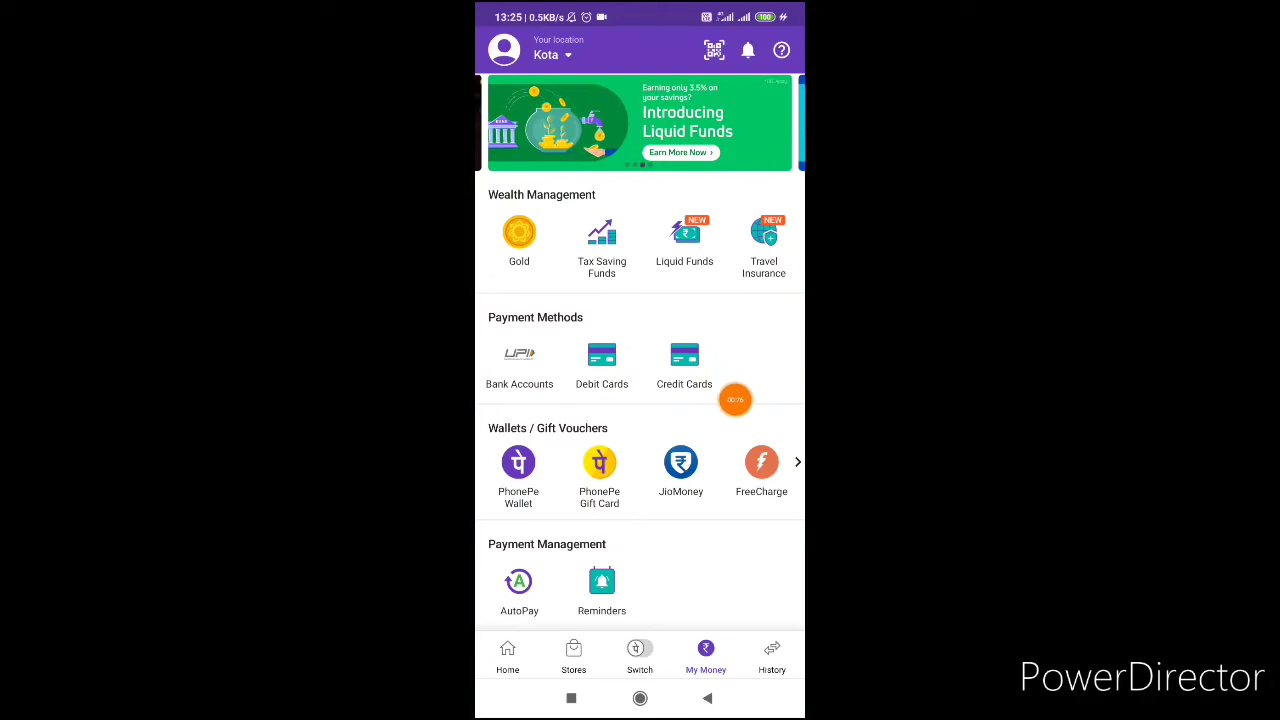 13:25 | 0.5KB/s
4G
100
Your location
Kota
Earning only 3.5% on
your savings?
Introducing
Liquid Funds
Earn More Now ›
Wealth Management
NEW
NEW
Gold
Tax Saving
Funds
Liquid Funds
Travel
Insurance
Payment Methods
UPI
Bank Accounts
Debit Cards
Credit Cards
Wallets / Gift Vouchers
पे
पे
PhonePe
Wallet
PhonePe
Gift Card
JioMoney
FreeCharge
Payment Management
A
AutoPay
Reminders
पे
Home
Stores
Switch
My Money
History
PowerDirector